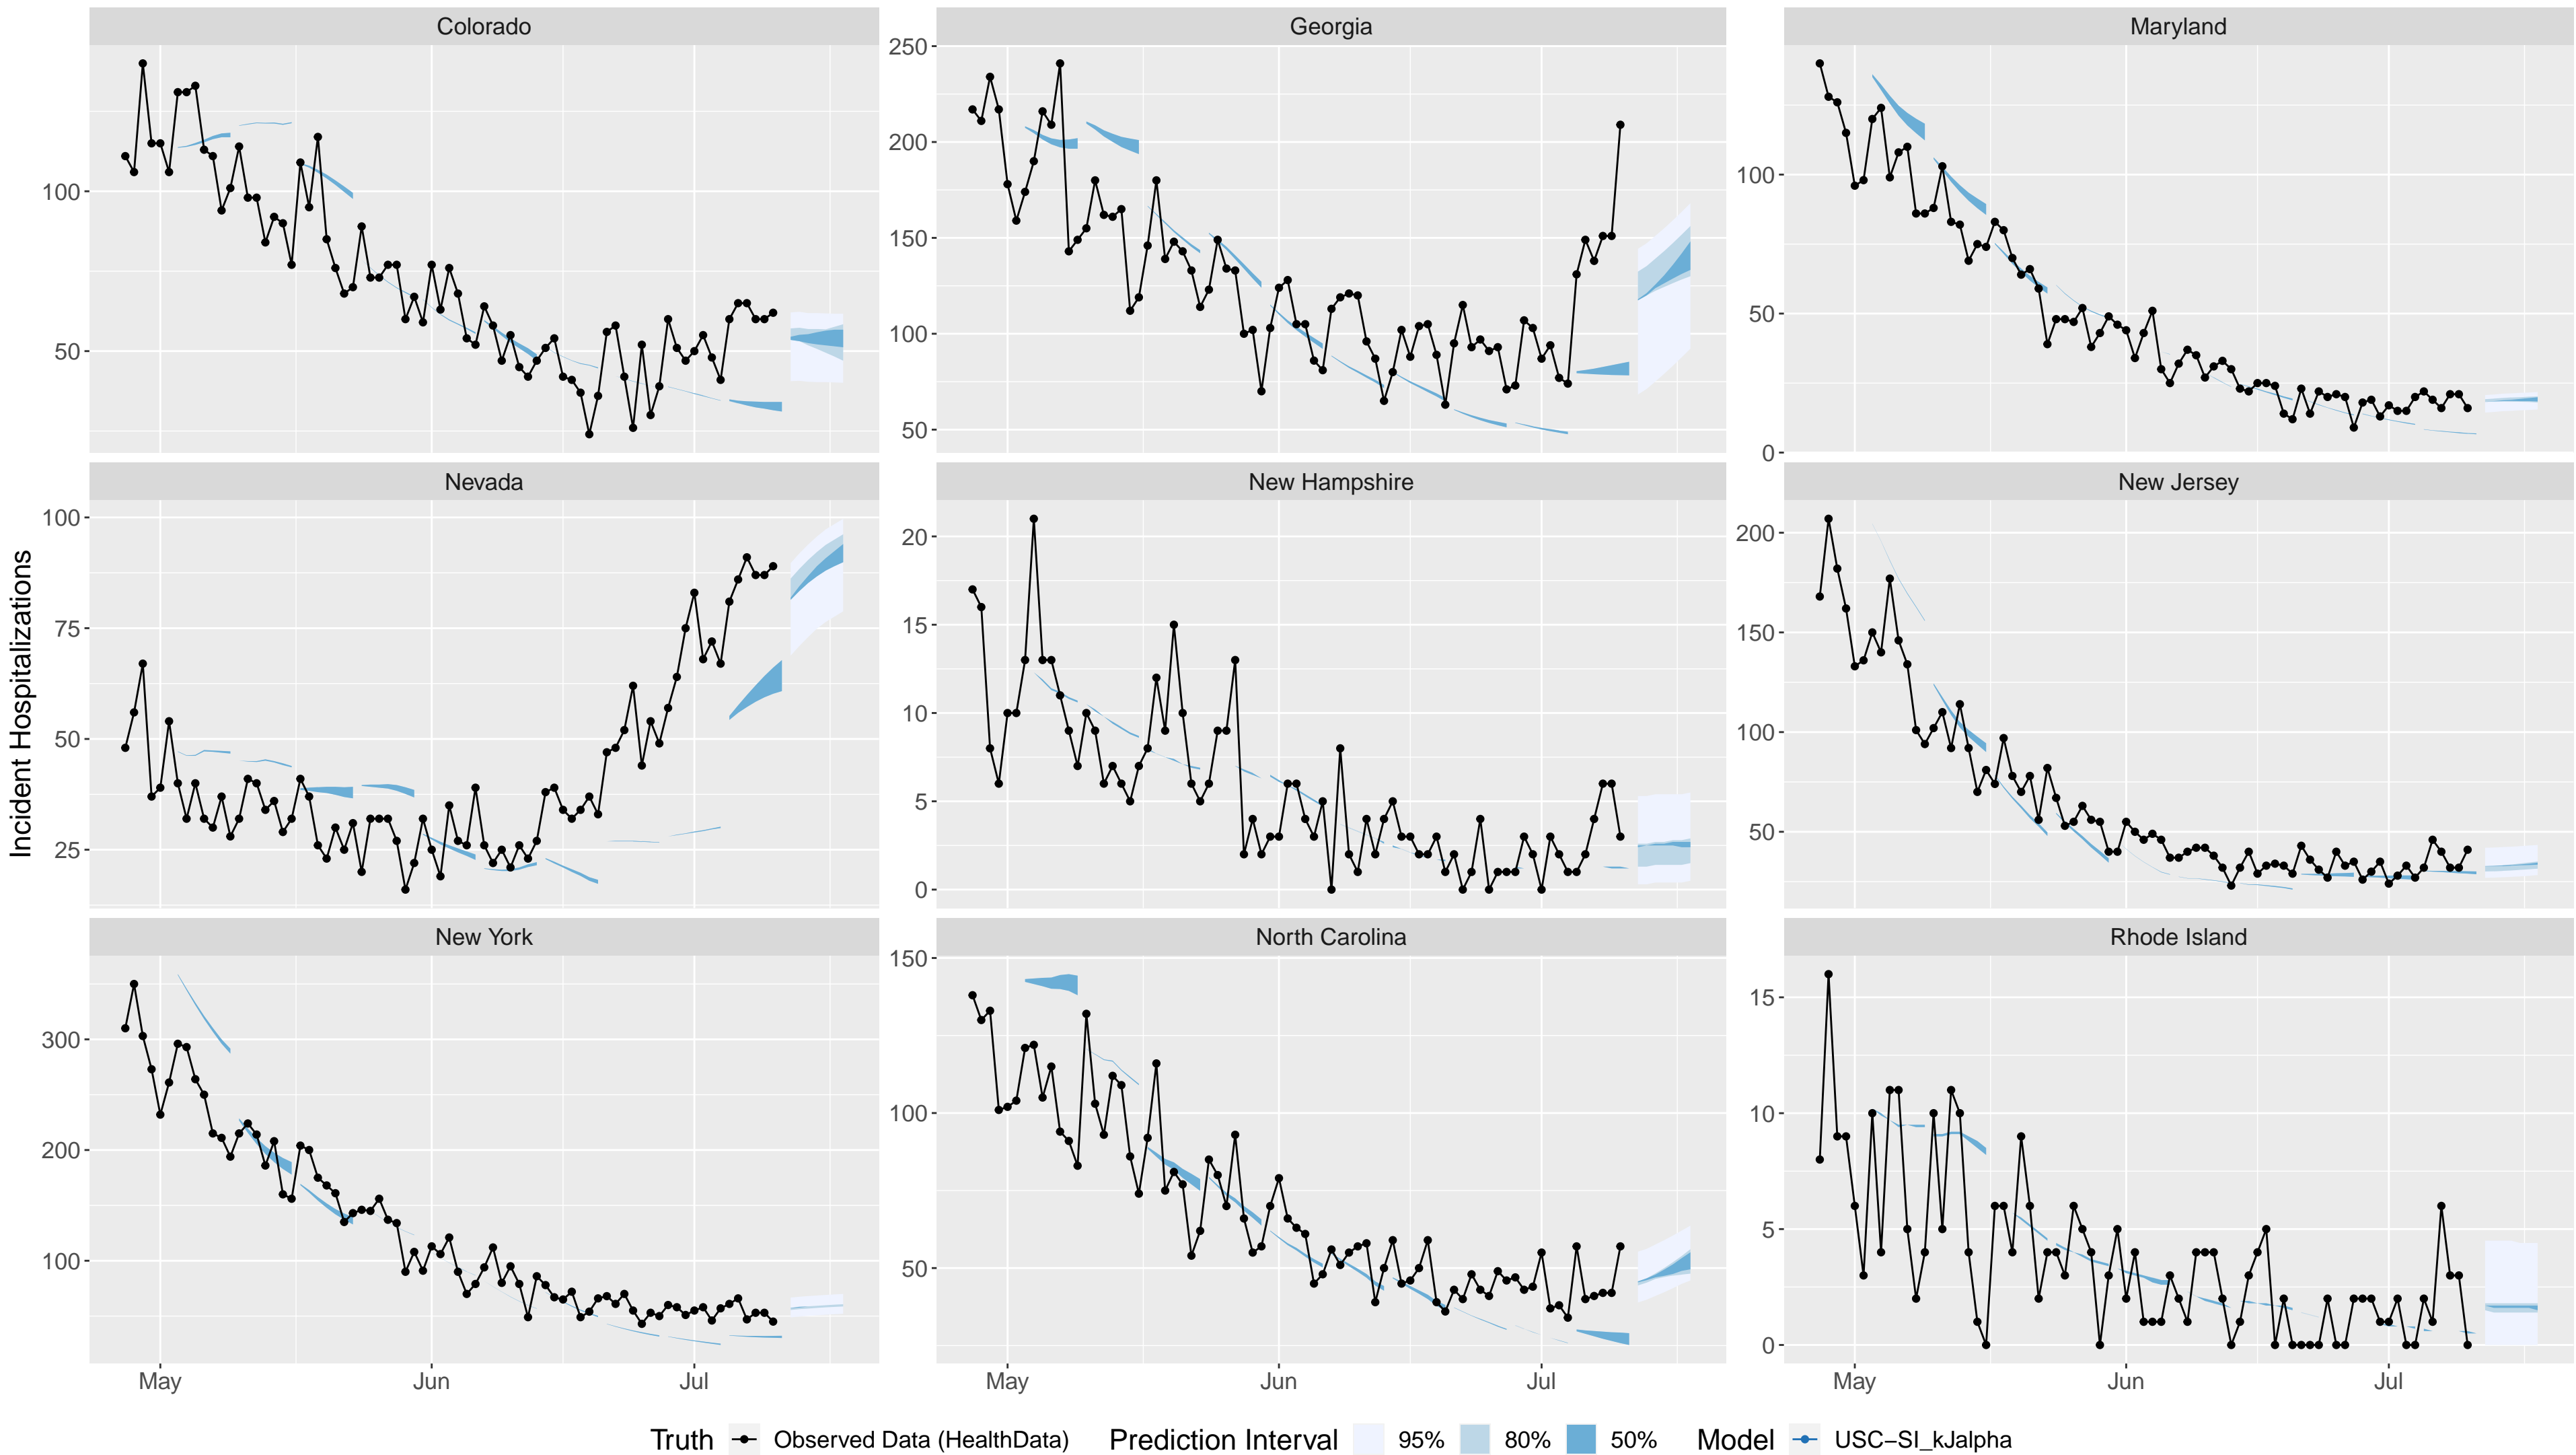 Colorado
Georgia
Maryland
100
50
250
200
150
100
50
100
50
0
Nevada
New Hampshire
New Jersey
100
75
50
25
20
15
10
5
0
200
150
100
50
New York
North Carolina
Rhode Island
300
200
100
150
100
50
15
10
5
0
May Jun Jul
May Jun Jul
May Jun Jul
Incident Hospitalizations
Truth Observed Data (HealthData) Prediction Interval 95% 80% 50% Model USC−SI_kJalpha